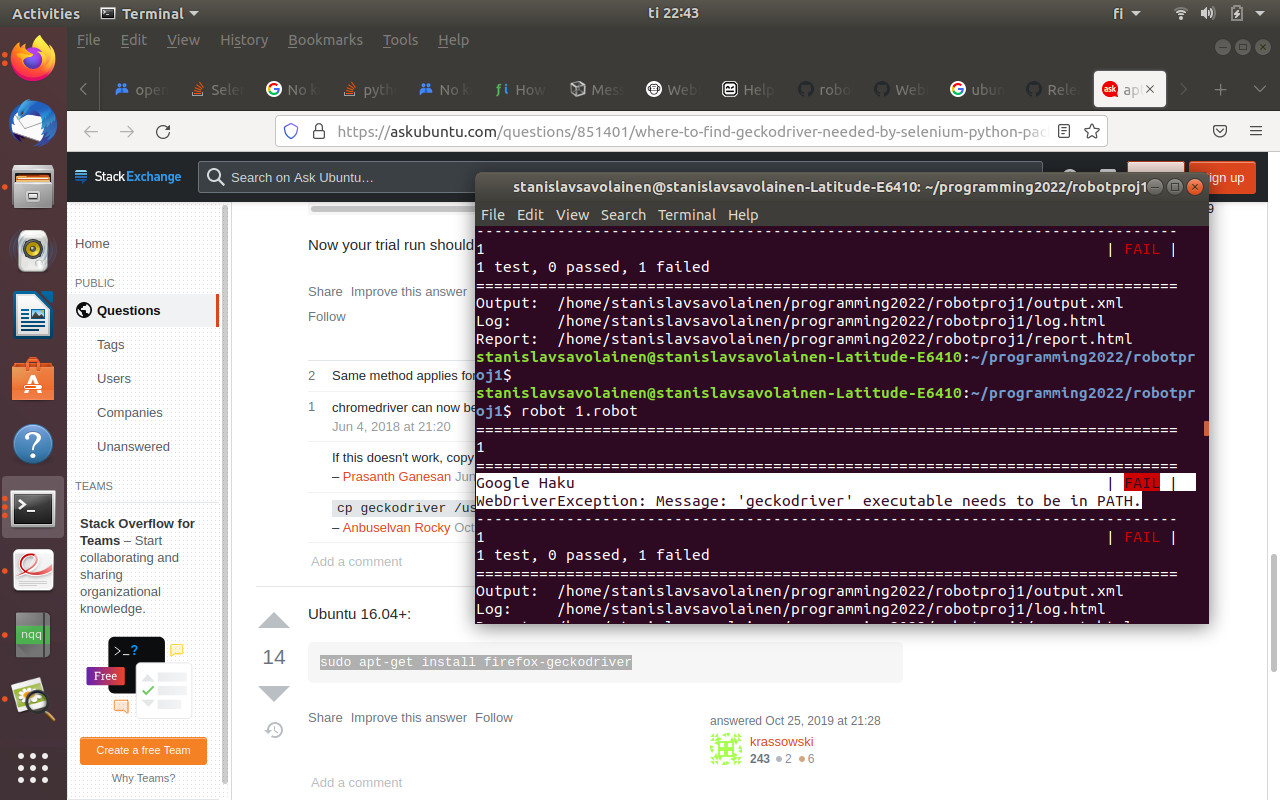 Activities
Terminal
ti 22:43
fi
File Edit View History Bookmarks Tools Help
open
Sele
No k
pyth
No k
How
Mess
Web
Help
robo
Web
ubun
Rele
ask
apt
https://askubuntu.com/questions/851401/where-to-find-geckodriver-needed-by-selenium-python-pac
StackExchange
Search on Ask Ubuntu…
Sign up
Home
PUBLIC
Questions
Tags
Users
Companies
Unanswered
TEAMS
Stack Overflow for
Teams – Start
collaborating and
sharing
organizational
knowledge.
>_?
Free
Create a free Team
Why Teams?
nqq
Now your trial run should
Share Improve this answer
Follow
2 Same method applies for
1 chromedriver can now be
Jun 4, 2018 at 21:20
If this doesn't work, copy
– Prasanth Ganesan Jun
cp geckodriver /us
– Anbuselvan Rocky Oct
Add a comment
14
Ubuntu 16.04+:
sudo apt-get install firefox-geckodriver
Share Improve this answer Follow
answered Oct 25, 2019 at 21:28
krassowski
243 2 6
Add a comment
stanislavsavolainen@stanislavsavolainen-Latitude-E6410: ~/programming2022/robotproj1
File Edit View Search Terminal Help
------------------------------------------------------------------------------
1 | FAIL |
1 test, 0 passed, 1 failed
==============================================================================
Output: /home/stanislavsavolainen/programming2022/robotproj1/output.xml
Log: /home/stanislavsavolainen/programming2022/robotproj1/log.html
Report: /home/stanislavsavolainen/programming2022/robotproj1/report.html
stanislavsavolainen@stanislavsavolainen-Latitude-E6410:~/programming2022/robotpr
oj1$
stanislavsavolainen@stanislavsavolainen-Latitude-E6410:~/programming2022/robotpr
oj1$ robot 1.robot
==============================================================================
1
==============================================================================
Google Haku | FAIL |
WebDriverException: Message: 'geckodriver' executable needs to be in PATH.
------------------------------------------------------------------------------
1 | FAIL |
1 test, 0 passed, 1 failed
==============================================================================
Output: /home/stanislavsavolainen/programming2022/robotproj1/output.xml
Log: /home/stanislavsavolainen/programming2022/robotproj1/log.html